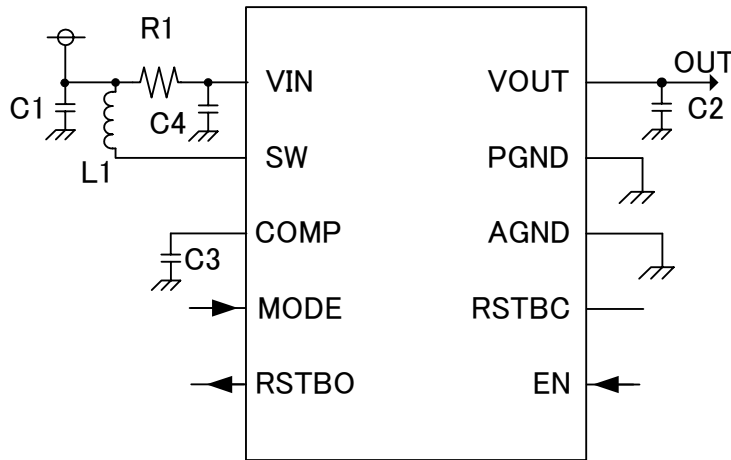 R1
OUT
VIN
VOUT
C1
C4
C2
L1
SW
PGND
COMP
AGND
C3
MODE
RSTBC
RSTBO
EN